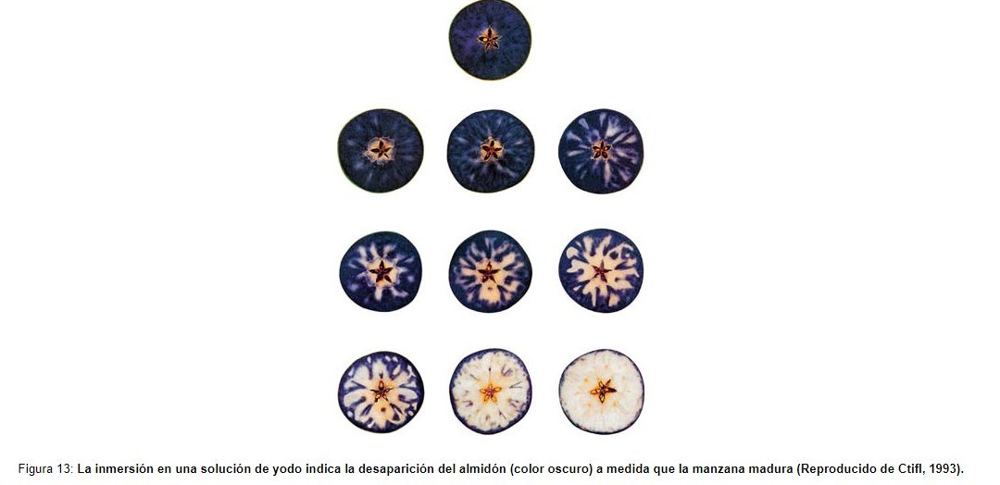 Figura 13: La inmersión en una solución de yodo indica la desaparición del almidón (color oscuro) a medida que la manzana madura (Reproducido de Ctifl, 1993).